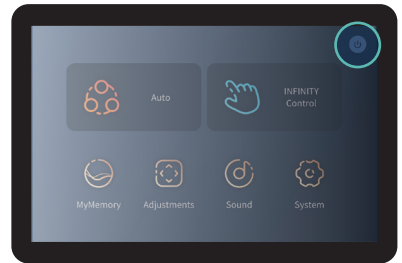 Auto
INFINITY
Control
MyMemory
Adjustments
Sound
System